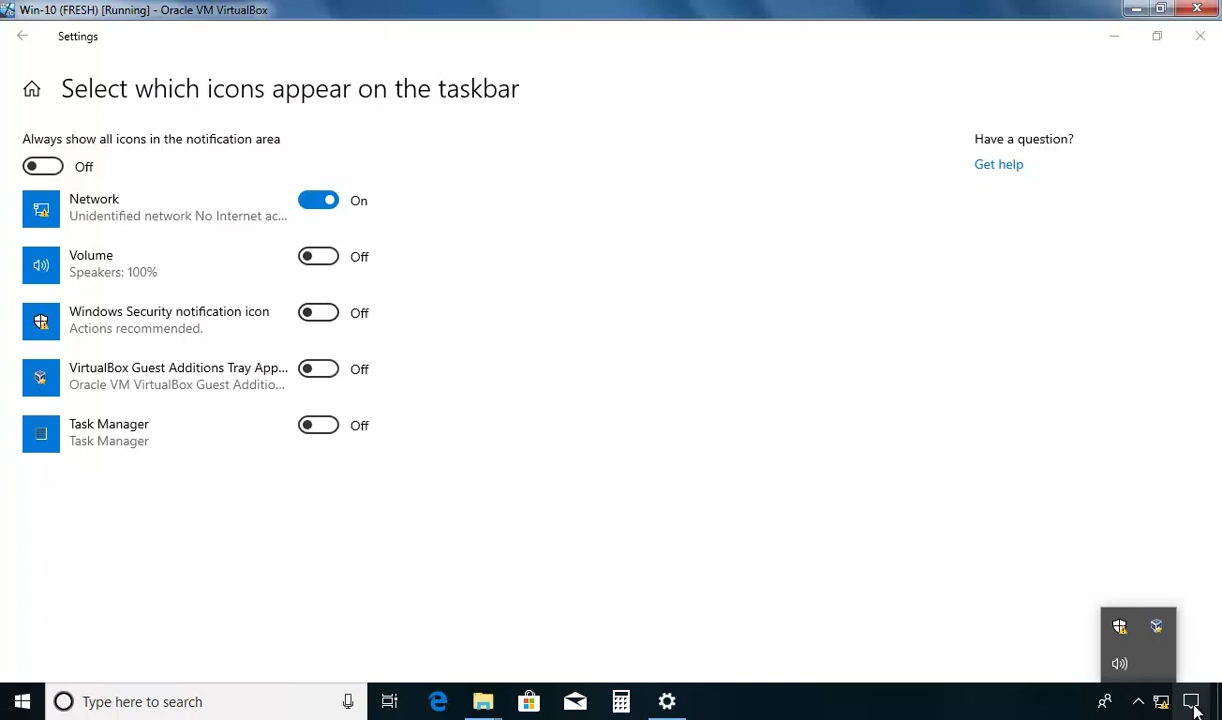 Win-10 (FRESH) [Running] - Oracle VM VirtualBox
Settings
Select which icons appear on the taskbar
Always show all icons in the notification area
Off
Have a question?
Get help
Network
Unidentified network No Internet ac...
On
Volume
Speakers: 100%
Off
Windows Security notification icon
Actions recommended.
Off
VirtualBox Guest Additions Tray App...
Oracle VM VirtualBox Guest Additio...
Off
Task Manager
Task Manager
Off
Type here to search